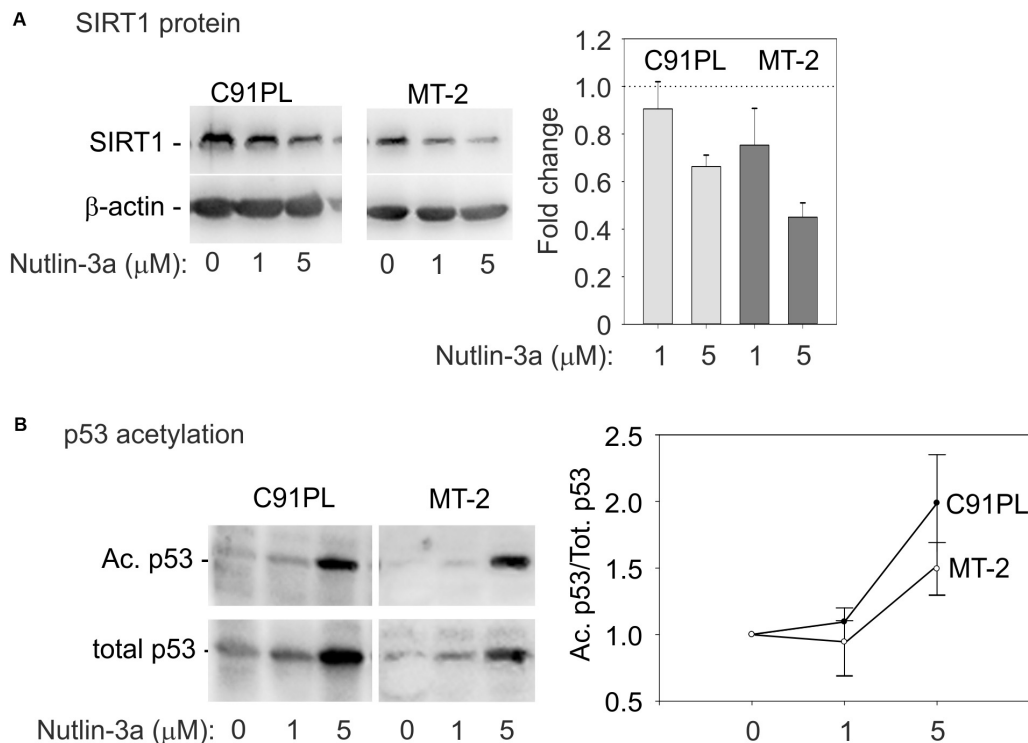 A SIRT1 protein
C91PL MT-2
SIRT1 -
β-actin -
Nutlin-3a (μM): 0 1 5 0 1 5
1.2
1.0
0.8
0.6
0.4
0.2
0
Fold change
C91PL MT-2
Nutlin-3a (μM): 1 5 1 5
B p53 acetylation
C91PL MT-2
Ac. p53 -
total p53 -
Nutlin-3a (μM): 0 1 5 0 1 5
2.5
2.0
1.5
1.0
0.5
Ac. p53/Tot. p53
C91PL
MT-2
0 1 5